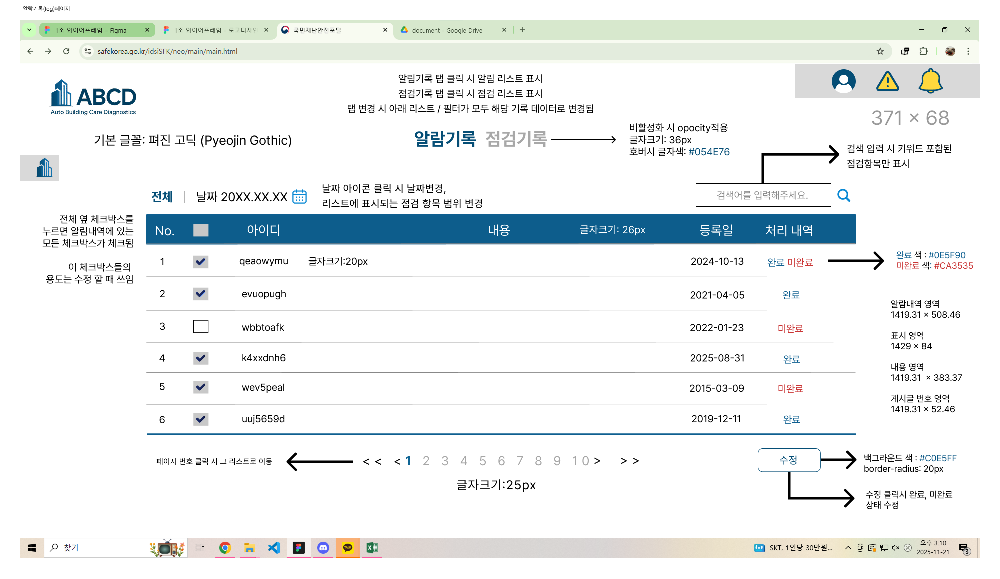 알람기록(log)페이지
1조 와이어프레임 – Figma
1조 와이어프레임 - 로고디자인
국민재난안전포털
document - Google Drive
safekorea.go.kr/idsiSFK/neo/main/main.html
ABCD
Auto Building Care Diagnostics
알림기록 탭 클릭 시 알림 리스트 표시
점검기록 탭 클릭 시 점검 리스트 표시
탭 변경 시 아래 리스트 / 필터가 모두 해당 기록 데이터로 변경됨
371 × 68
기본 글꼴: 펴진 고딕 (Pyeojin Gothic)
알람기록 점검기록
비활성화 시 opocity적용
글자크기: 36px
호버시 글자색: #054E76
검색 입력 시 키워드 포함된
점검항목만 표시
전체 | 날짜 20XX.XX.XX
날짜 아이콘 클릭 시 날짜변경,
리스트에 표시되는 점검 항목 범위 변경
검색어를 입력해주세요.
전체 옆 체크박스를
누르면 알림내역에 있는
모든 체크박스가 체크됨
이 체크박스들의
용도는 수정 할 때 쓰임
No. 아이디 내용 글자크기: 26px 등록일 처리 내역
1 qeaowymu 글자크기:20px 2024-10-13 완료 미완료
완료 색 : #0E5F90
미완료 색: #CA3535
2 evuopugh 2021-04-05 완료
3 wbbtoafk 2022-01-23 미완료
4 k4xxdnh6 2025-08-31 완료
5 wev5peal 2015-03-09 미완료
6 uuj5659d 2019-12-11 완료
알람내역 영역
1419.31 × 508.46
표시 영역
1429 × 84
내용 영역
1419.31 × 383.37
게시글 번호 영역
1419.31 × 52.46
페이지 번호 클릭 시 그 리스트로 이동
< < < 1 2 3 4 5 6 7 8 9 10 > > >
글자크기:25px
수정
백그라운드 색 : #C0E5FF
border-radius: 20px
수정 클릭시 완료, 미완료
상태 수정
찾기
TALK
SKT, 1인당 30만원...
오후 3:10
2025-11-21
3